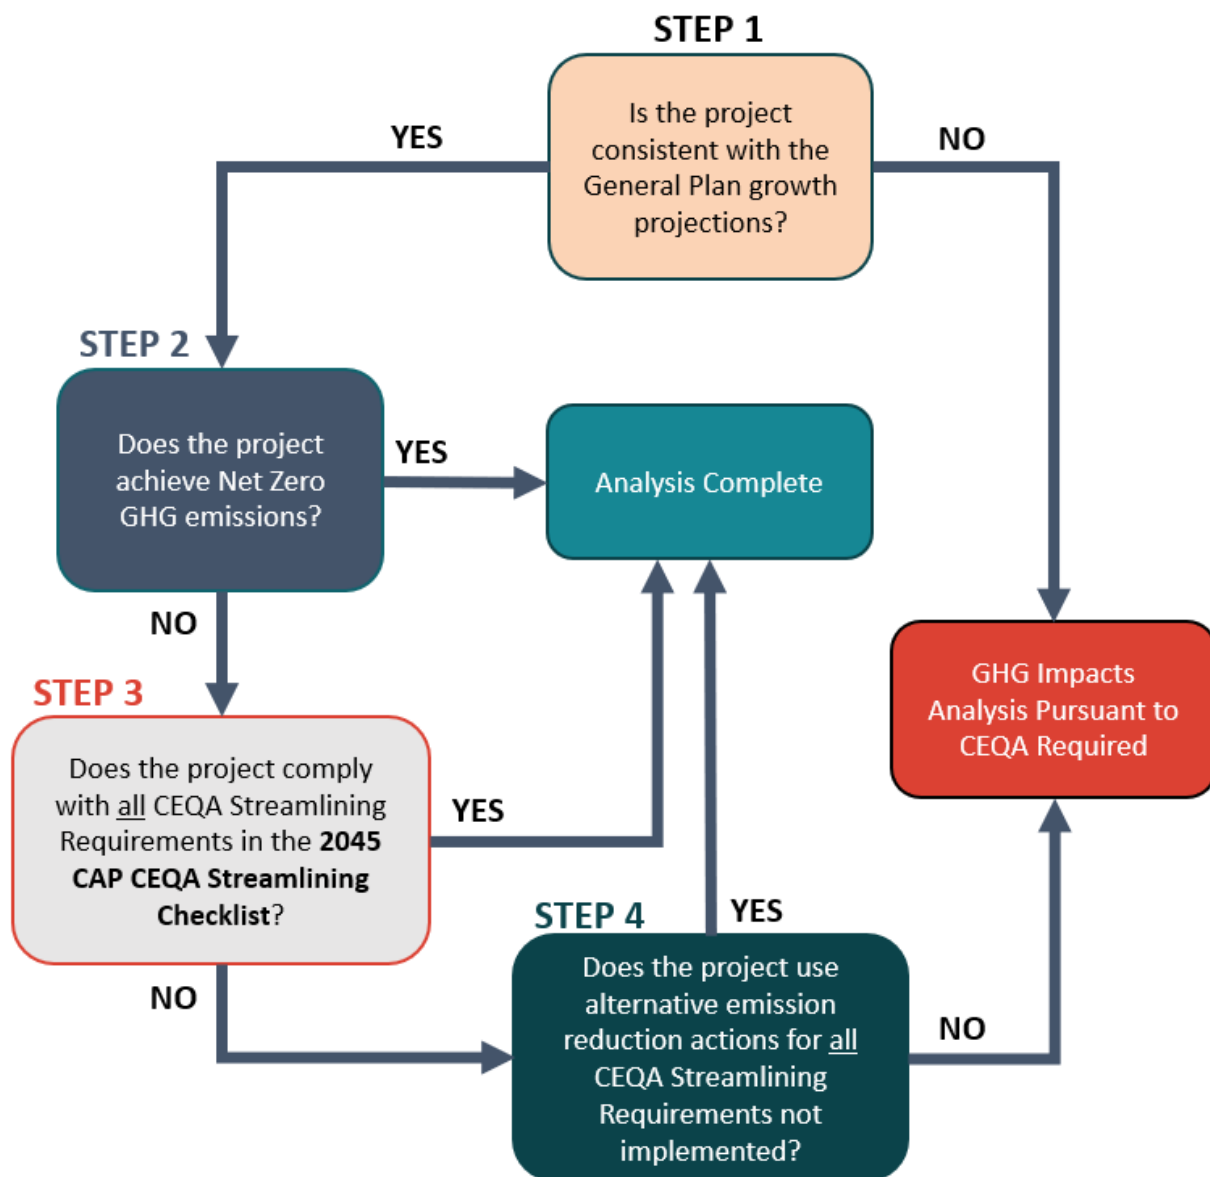 STEP 1
Is the project
consistent with the
General Plan growth
projections?
YES
NO
STEP 2
Does the project
achieve Net Zero
GHG emissions?
YES
Analysis Complete
NO
GHG Impacts
Analysis Pursuant to
CEQA Required
STEP 3
Does the project comply
with all CEQA Streamlining
Requirements in the 2045
CAP CEQA Streamlining
Checklist?
YES
NO
STEP 4
YES
Does the project use
alternative emission
reduction actions for all
CEQA Streamlining
Requirements not
implemented?
NO